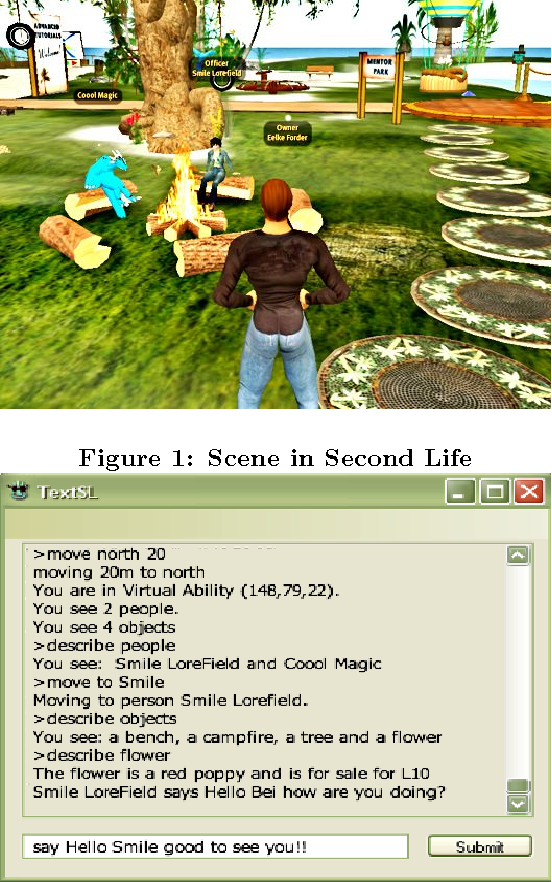 ADVANCED
TUTORIALS
Welcome
Officer
Smile Lorefield
MENTOR
PARK
Coool Magic
Owner
Eelke Fordler
Figure 1: Scene in Second Life
TextSL
>move north 20
moving 20m to north
You are in Virtual Ability (148,79,22).
You see 2 people.
You see 4 objects
>describe people
You see:  Smile LoreField and Coool Magic
>move to Smile
Moving to person Smile Lorefield.
>describe objects
You see: a bench, a campfire, a tree and a flower
>describe flower
The flower is a red poppy and is for sale for L10
Smile LoreField says Hello Bei how are you doing?
say Hello Smile good to see you!!
Submit